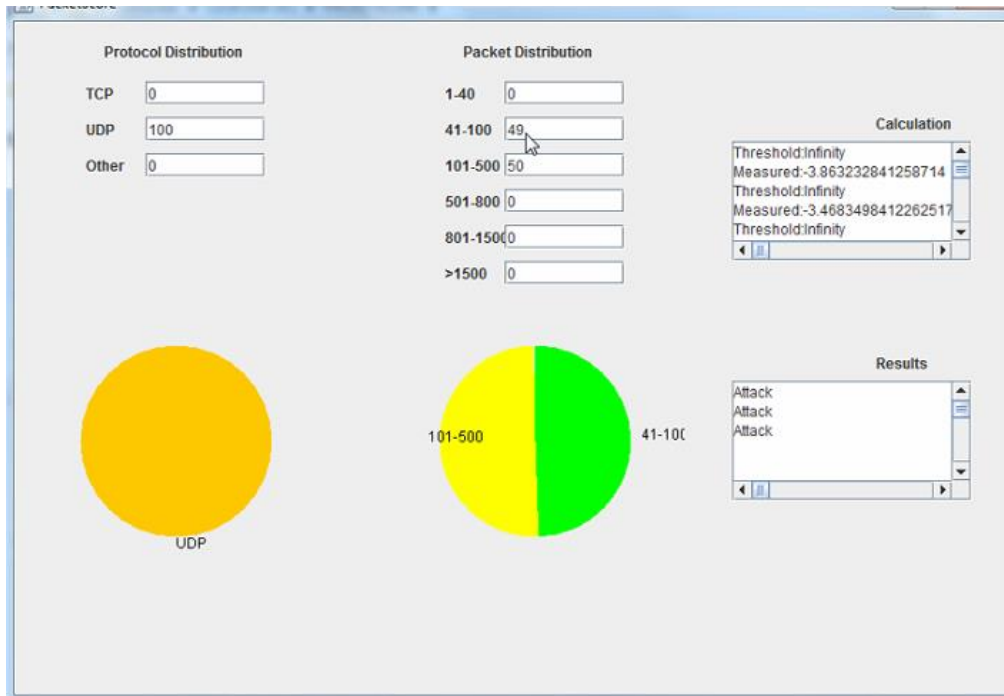 Protocol Distribution
Packet Distribution
TCP 0
UDP 100
Other 0
1-40 0
41-100 49
101-500 50
501-800 0
801-1500 0
>1500 0
Calculation
Threshold:Infinity
Measured:-3.863232841258714
Threshold:Infinity
Measured:-3.4683498412262517
Threshold:Infinity
101-500
41-10
UDP
Results
Attack
Attack
Attack